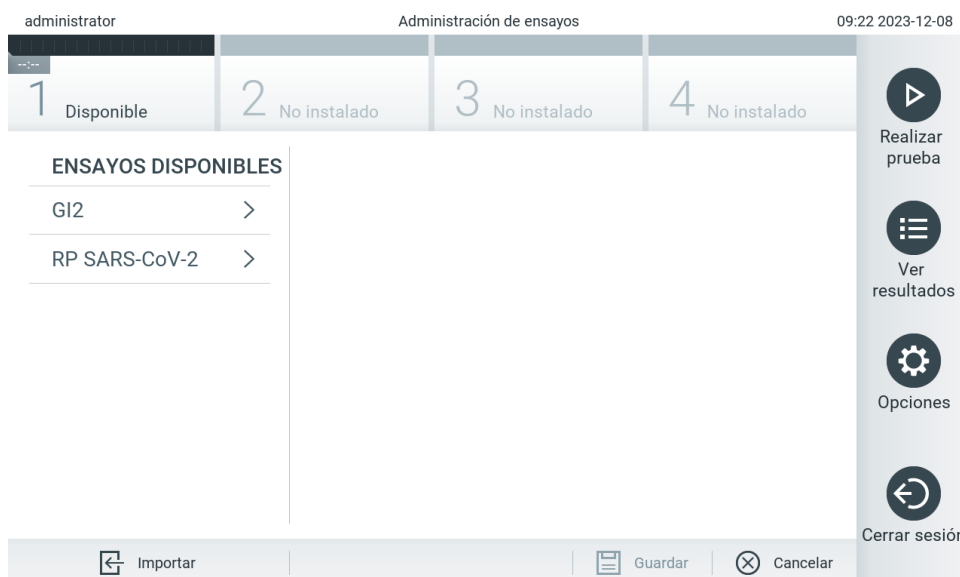 administrator
Administración de ensayos
09:22 2023-12-08
--:--
1 Disponible
2 No instalado
3 No instalado
4 No instalado
ENSAYOS DISPONIBLES
GI2
RP SARS-CoV-2
Realizar
prueba
Ver
resultados
Opciones
Cerrar sesión
Importar
Guardar
Cancelar